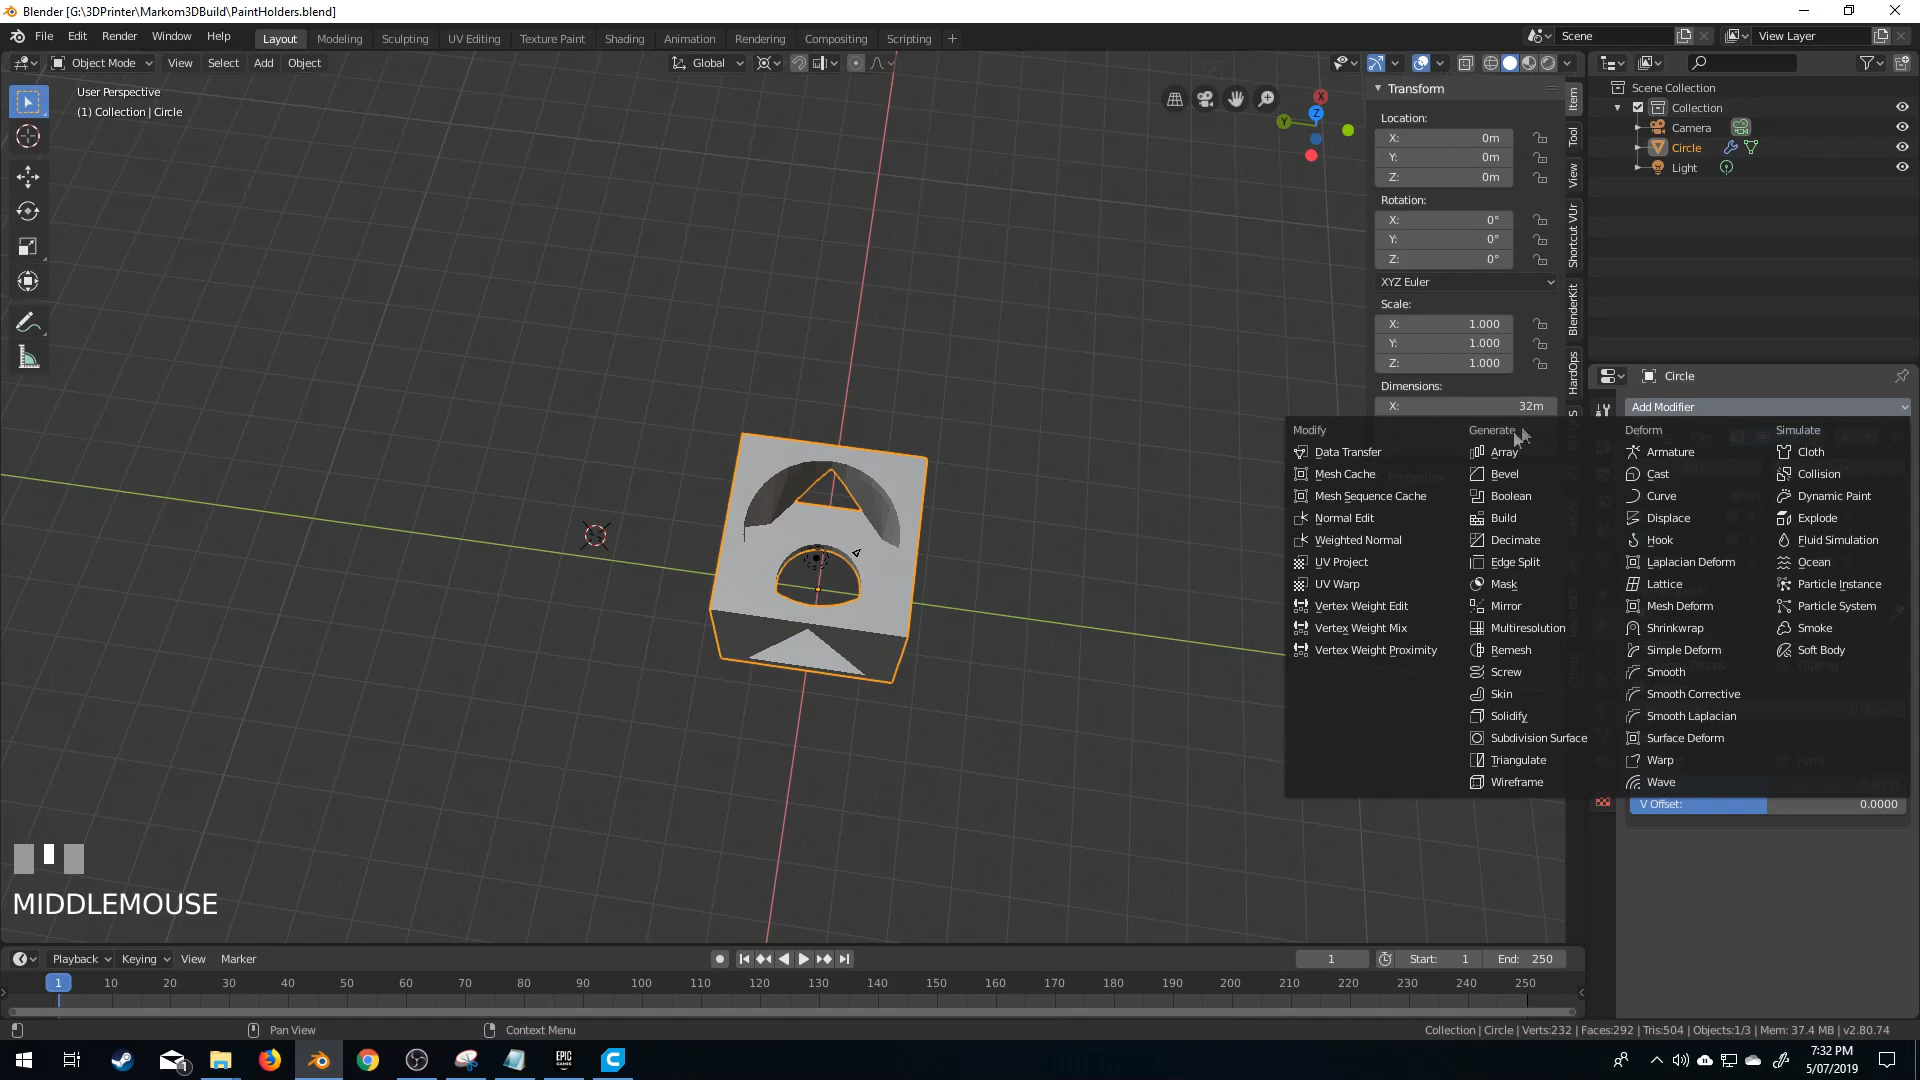 Blender [G:\3DPrinter\Markom3DBuild\PaintHolders.blend]
File Edit Render Window Help
Layout Modeling Sculpting UV Editing Texture Paint Shading Animation Rendering Compositing Scripting +
Scene View Layer
Object Mode View Select Add Object Global
User Perspective
(1) Collection | Circle
X Y Z
Transform
Location:
X: 0m
Y: 0m
Z: 0m
Rotation:
X: 0°
Y: 0°
Z: 0°
XYZ Euler
Scale:
X: 1.000
Y: 1.000
Z: 1.000
Dimensions:
X: 32m
Item
Tool
View
Shortcut VUr
BlenderKit
HardOps
Scene Collection
Collection
Camera
Circle
Light
Circle
Add Modifier
Modify Generate Deform Simulate
Data Transfer Array Armature Cloth
Mesh Cache Bevel Cast Collision
Mesh Sequence Cache Boolean Curve Dynamic Paint
Normal Edit Build Displace Explode
Weighted Normal Decimate Hook Fluid Simulation
UV Project Edge Split Laplacian Deform Ocean
UV Warp Mask Lattice Particle Instance
Vertex Weight Edit Mirror Mesh Deform Particle System
Vertex Weight Mix Multiresolution Shrinkwrap Smoke
Vertex Weight Proximity Remesh Simple Deform Soft Body
Screw Smooth
Skin Smooth Corrective
Solidify Smooth Laplacian
Subdivision Surface Surface Deform
Triangulate Warp
Wireframe Wave
V Offset: 0.0000
MIDDLEMOUSE
Playback Keying View Marker 1 Start: 1 End: 250
1 10 20 30 40 50 60 70 80 90 100 110 120 130 140 150 160 170 180 190 200 210 220 230 240 250
Pan View Context Menu Collection | Circle | Verts:232 | Faces:292 | Tris:504 | Objects:1/3 | Mem: 37.4 MB | v2.80.74
1
EPIC GAMES
7:32 PM
5/07/2019